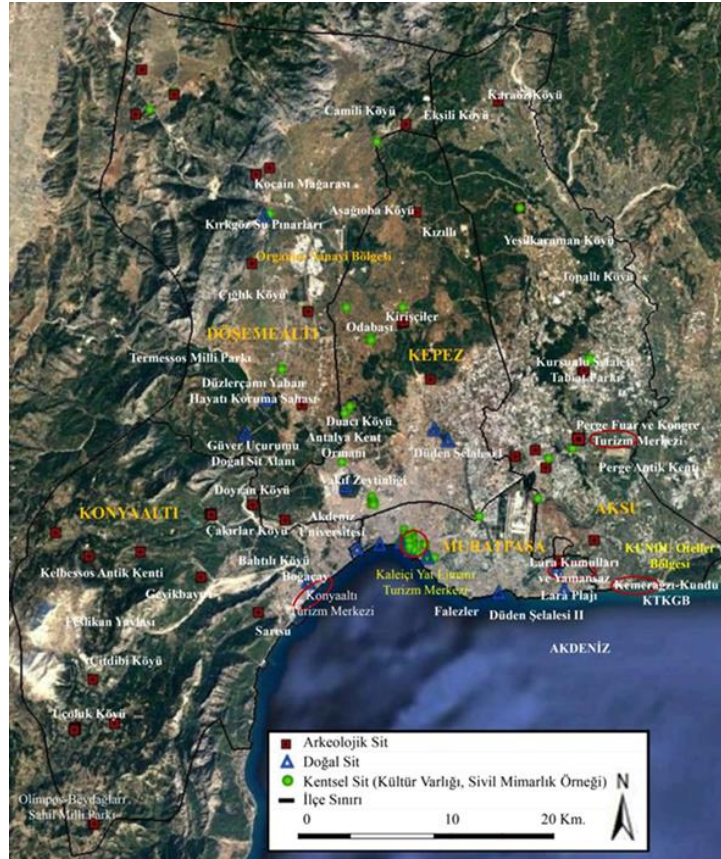 Karaöz Köyü
Camili Köyü
Ekşili Köyü
Koçain Mağarası
Aşağıoba Köyü
Kırkgöz Su Pınarları
Kızıllı
Yeşilkaraman Köyü
Organize Sanayi Bölgesi
Topallı Köyü
Çığlık Köyü
Kirişçiler
DÖŞEMEALTI
Odabaşı
Termessos Milli Parkı
KEPEZ
Kurşunlu Şelalesi
Tabiat Parkı
Düzlerçamı Yaban
Hayatı Koruma Sahası
Duacı Köyü
Perge Fuar ve Kongre
Turizm Merkezi
Güver Uçurumu
Doğal Sit Alanı
Antalya Kent
Ormanı
Düden Şelalesi I
Perge Antik Kenti
Doyran Köyü
Vakıf Zeytinliği
KONYAALTI
AKSU
Çakırlar Köyü
Akdeniz
Üniversitesi
MURATPAŞA
KUNDU Oteller
Bölgesi
Kelbessos Antik Kenti
Bahtılı Köyü
Boğaçay
Lara Kumulları
ve Yamansaz
Geyikbayırı
Kaleiçi Yat Limanı
Turizm Merkezi
Lara Plajı
Kemerağzı-Kundu
KTKGB
Konyaaltı
Turizm Merkezi
Feslikan Yaylası
Sarısu
Falezler
Düden Şelalesi II
Çitdibi Köyü
AKDENİZ
Üçoluk Köyü
Olimpos-Beydağları
Sahil Milli Parkı
Arkeolojik Sit
Doğal Sit
Kentsel Sit (Kültür Varlığı, Sivil Mimarlık Örneği)
İlçe Sınırı
N
0 10 20 Km.